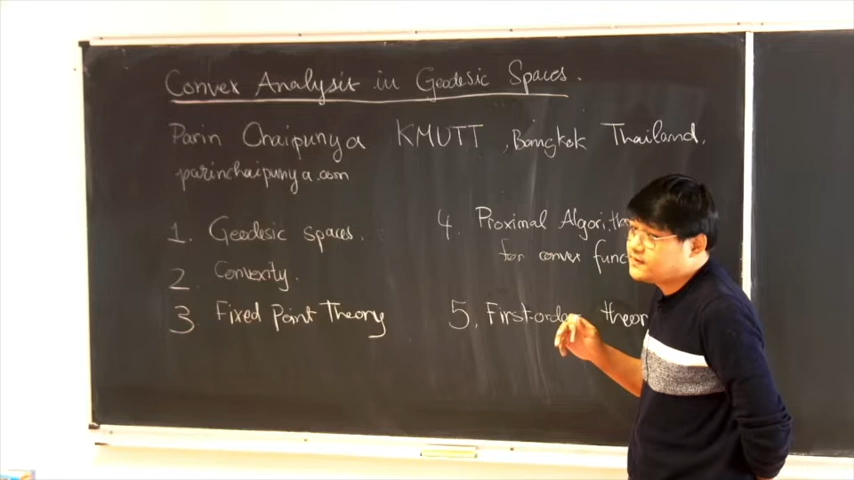 Convex Analysis in Geodesic Spaces.
Parin Chaipunya KMUTT, Bangkok Thailand.
parinchaipunya.com
1. Geodesic spaces.
2. Convexity.
3. Fixed Point Theory
4. Proximal Algorith
for convex func
5. First-order theor